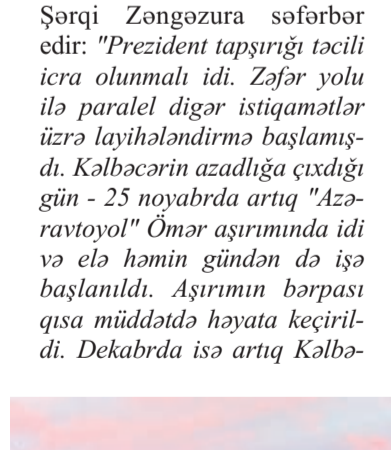 Şərqi Zəngəzura səfərbər
edir: "Prezident tapşırığı təcili
icra olunmalı idi. Zəfər yolu
ilə paralel digər istiqamətlər
üzrə layihələndirmə başlamış-
dı. Kəlbəcərin azadlığa çıxdığı
gün - 25 noyabrda artıq "Azə-
ravtoyol" Ömər aşırımında idi
və elə həmin gündən də işə
başlanıldı. Aşırımın bərpası
qısa müddətdə həyata keçiril-
di. Dekabrda isə artıq Kəlbə-